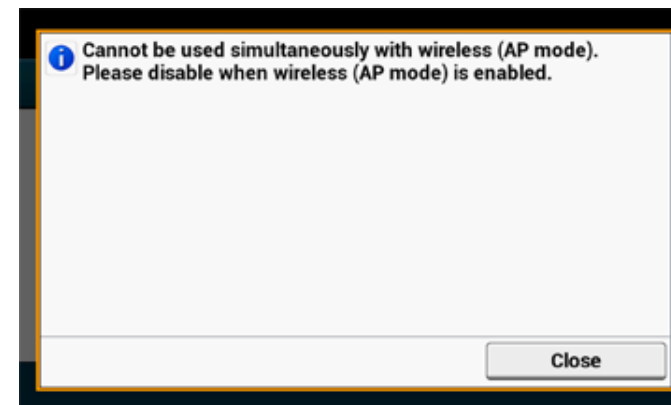 Cannot be used simultaneously with wireless (AP mode).
Please disable when wireless (AP mode) is enabled.
Close